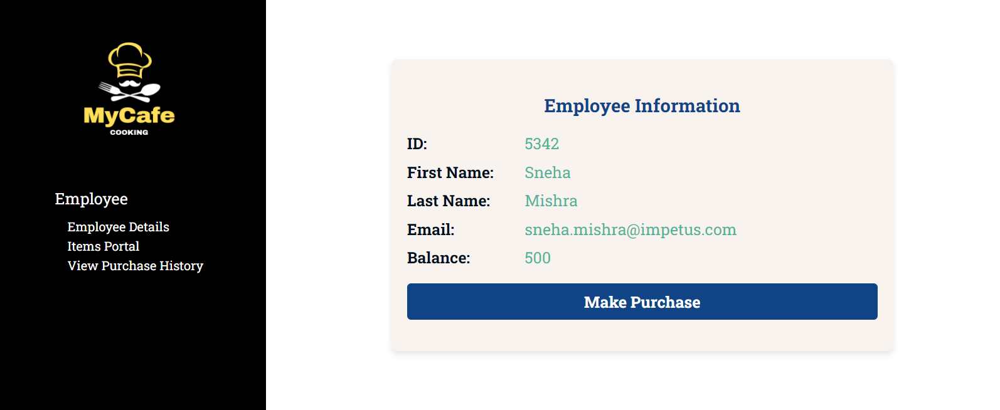 MyCafe
COOKING
Employee
Employee Details
Items Portal
View Purchase History
Employee Information
ID: 5342
First Name: Sneha
Last Name: Mishra
Email: sneha.mishra@impetus.com
Balance: 500
Make Purchase